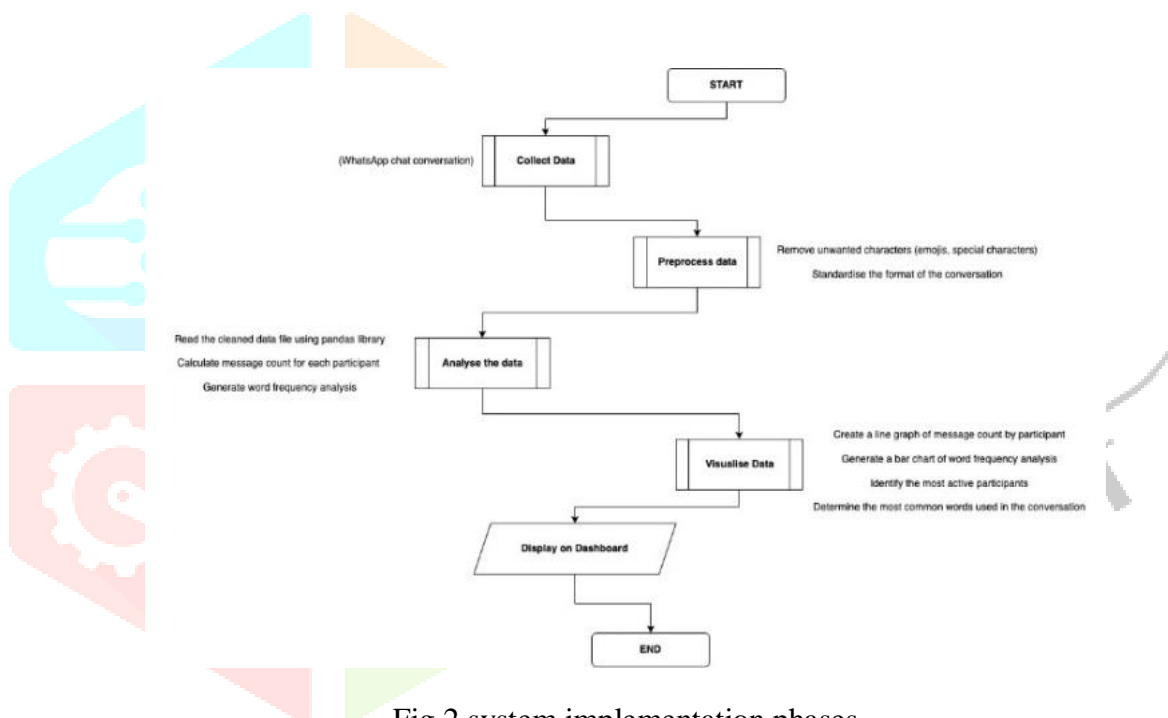 START
(WhatsApp chat conversation)
Collect Data
Preprocess data
Remove unwanted characters (emojis, special characters)
Standardise the format of the conversation
Read the cleaned data file using pandas library
Calculate message count for each participant
Generate word frequency analysis
Analyse the data
Visualise Data
Create a line graph of message count by participant
Generate a bar chart of word frequency analysis
Identify the most active participants
Determine the most common words used in the conversation
Display on Dashboard
END
Fig 2 system implementation phases